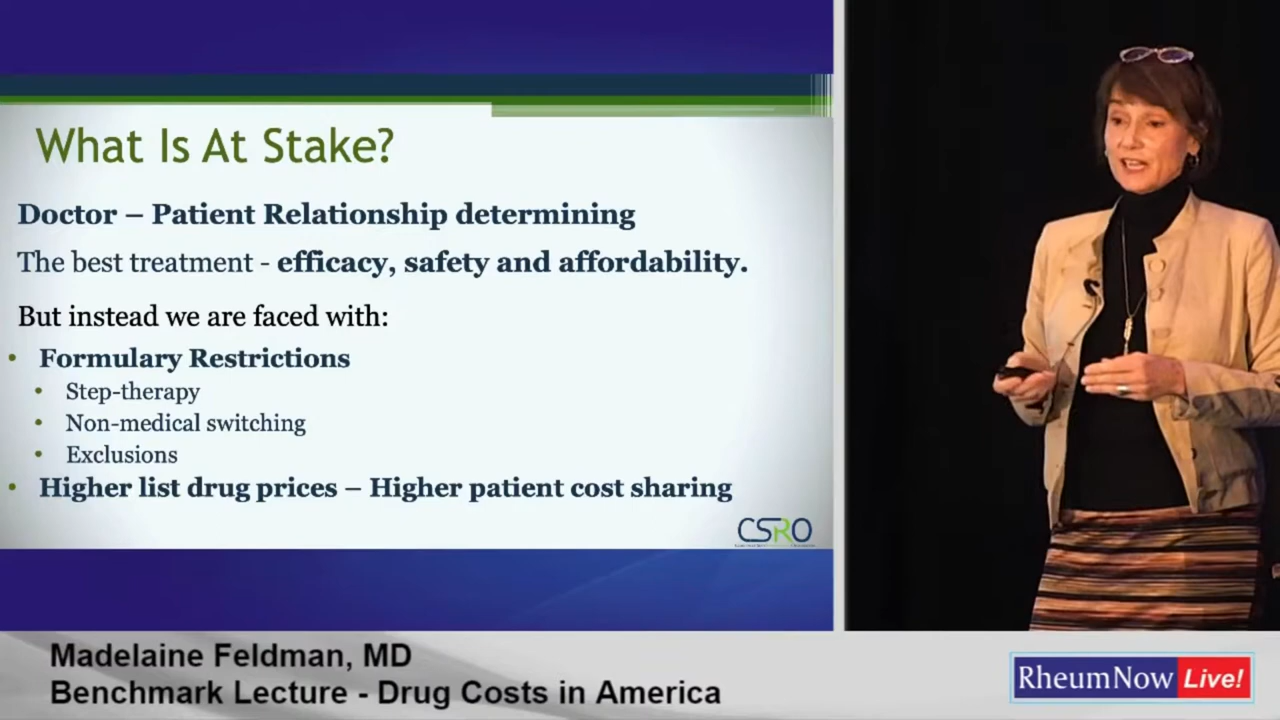 What Is At Stake?
Doctor – Patient Relationship determining
The best treatment - efficacy, safety and affordability.
But instead we are faced with:
• Formulary Restrictions
• Step-therapy
• Non-medical switching
• Exclusions
• Higher list drug prices – Higher patient cost sharing
CSRO
Madelaine Feldman, MD
Benchmark Lecture - Drug Costs in America
RheumNow Live!